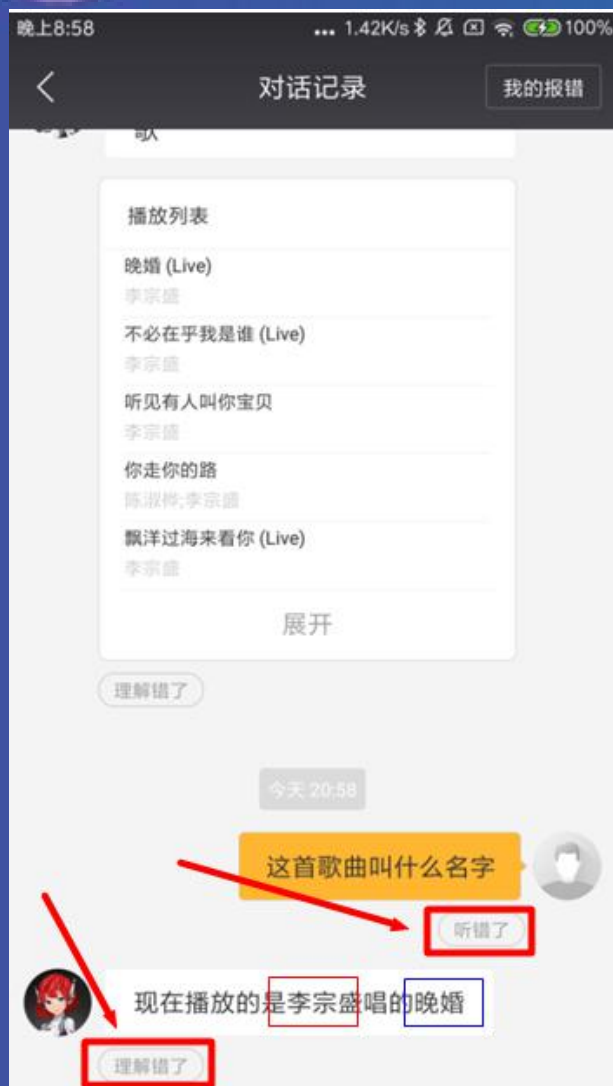 晚上8:58 ... 1.42K/s 100%
对话记录 我的报错
歌
播放列表
晚婚 (Live)
李宗盛
不必在乎我是谁 (Live)
李宗盛
听见有人叫你宝贝
李宗盛
你走你的路
陈淑桦;李宗盛
飘洋过海来看你 (Live)
李宗盛
展开
理解错了
今天 20:58
这首歌曲叫什么名字
听错了
现在播放的是李宗盛唱的晚婚
理解错了